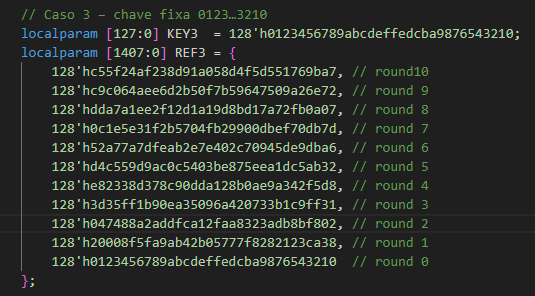 // Caso 3 – chave fixa 0123…3210
localparam [127:0] KEY3 = 128'h0123456789abcdeffedcba9876543210;
localparam [1407:0] REF3 = {
128'hc55f24af238d91a058d4f5d551769ba7, // round10
128'hc9c064aee6d2b50f7b59647509a26e72, // round 9
128'hdda7a1ee2f12d1a19d8bd17a72fb0a07, // round 8
128'h0c1e5e31f2b5704fb29900dbef70db7d, // round 7
128'h52a77a7dfeab2e7e402c70945de9dba6, // round 6
128'hd4c559d9ac0c5403be875eea1dc5ab32, // round 5
128'he82338d378c90dda128b0ae9a342f5d8, // round 4
128'h3d35ff1b90ea35096a420733b1c9ff31, // round 3
128'h047488a2addfca12faa8323adb8bf802, // round 2
128'h20008f5fa9ab42b05777f8282123ca38, // round 1
128'h0123456789abcdeffedcba9876543210 // round 0
};